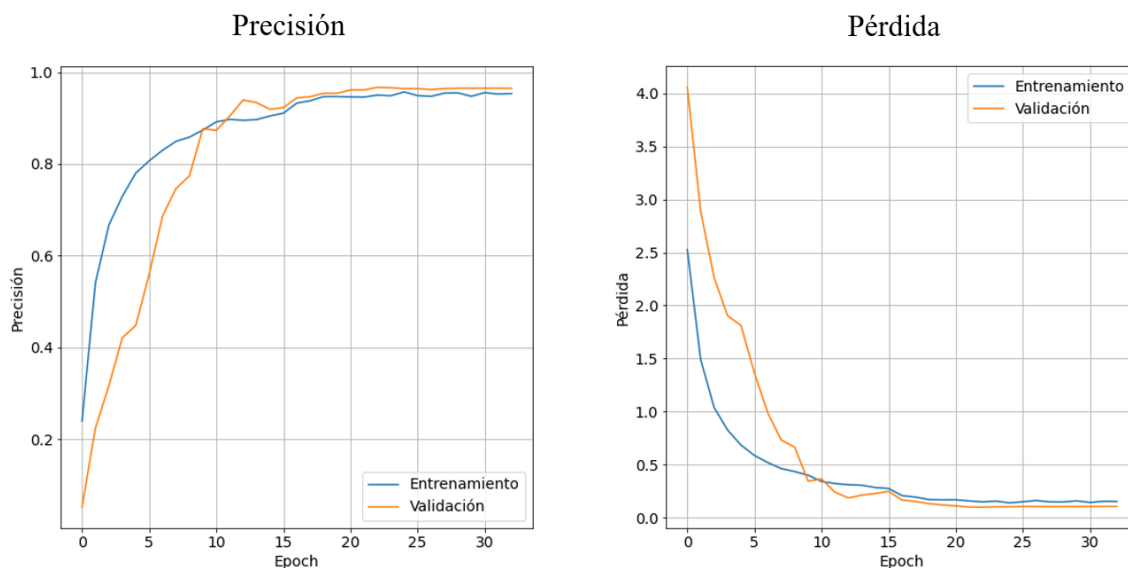 Precisión
Pérdida
1.0
0.8
0.6
0.4
0.2
Precisión
0
5
10
15
20
25
30
Epoch
Entrenamiento
Validación
4.0
3.5
3.0
2.5
2.0
1.5
1.0
0.5
0.0
Pérdida
0
5
10
15
20
25
30
Epoch
Entrenamiento
Validación